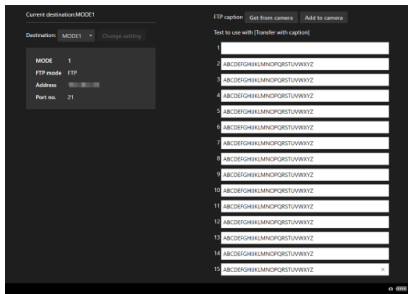 Current destination:MODE1
Destination: MODE1 Change setting
MODE 1
FTP mode FTP
Address
Port no. 21
FTP caption Get from camera Add to camera
Text to use with [Transfer with caption]
1
2 ABCDEFGHIJKLMNOPQRSTUVWXYZ
3 ABCDEFGHIJKLMNOPQRSTUVWXYZ
4 ABCDEFGHIJKLMNOPQRSTUVWXYZ
5 ABCDEFGHIJKLMNOPQRSTUVWXYZ
6 ABCDEFGHIJKLMNOPQRSTUVWXYZ
7 ABCDEFGHIJKLMNOPQRSTUVWXYZ
8 ABCDEFGHIJKLMNOPQRSTUVWXYZ
9 ABCDEFGHIJKLMNOPQRSTUVWXYZ
10 ABCDEFGHIJKLMNOPQRSTUVWXYZ
11 ABCDEFGHIJKLMNOPQRSTUVWXYZ
12 ABCDEFGHIJKLMNOPQRSTUVWXYZ
13 ABCDEFGHIJKLMNOPQRSTUVWXYZ
14 ABCDEFGHIJKLMNOPQRSTUVWXYZ
15 ABCDEFGHIJKLMNOPQRSTUVWXYZ ×